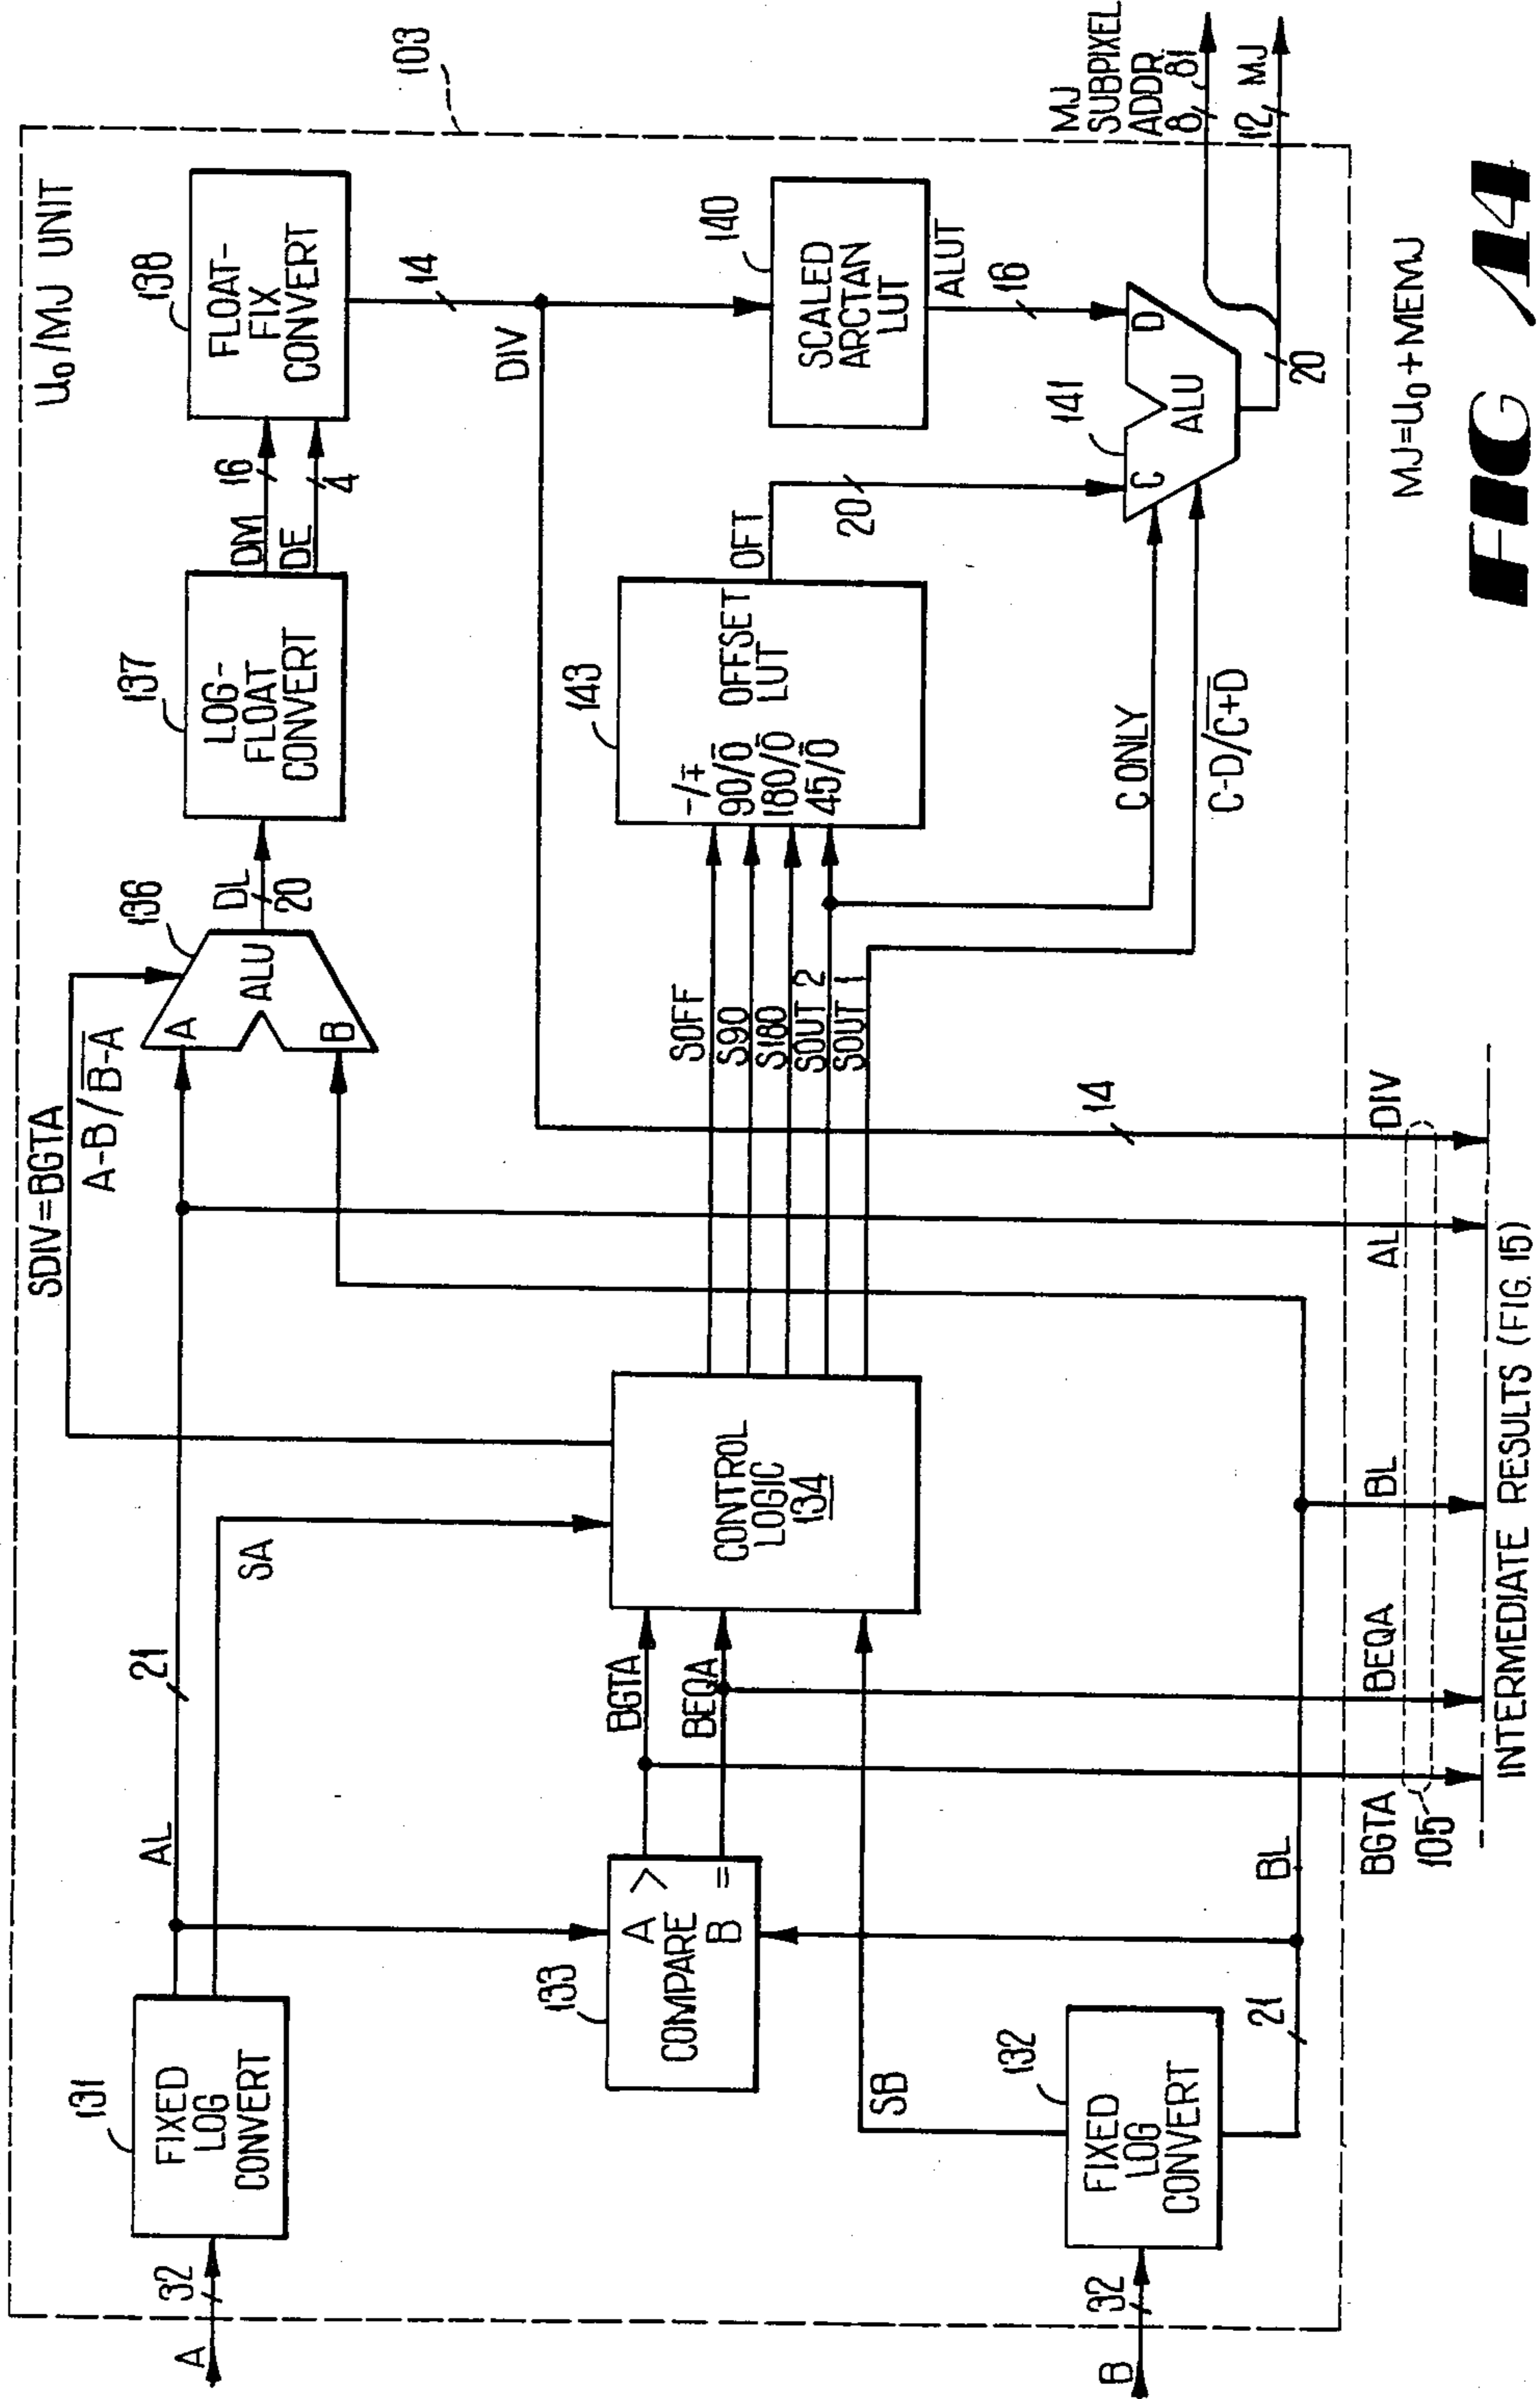 U₀/MJ UNIT
103
A
32
131
FIXED
LOG
CONVERT
AL
21
SA
SDIV=BGTA
A-B/B̅-̅A̅
136
A
ALU
B
DL
20
137
LOG-
FLOAT
CONVERT
DM
16
DE
4
138
FLOAT-
FIX
CONVERT
14
DIV
133
A >
COMPARE
B =
BGTA
BEQA
CONTROL
LOGIC
134
SOFF
S90
S180
SOUT 2
SOUT 1
143
-/+̅
90/0̅
180/0̅
45/0̅
OFFSET
LUT
OFT
20
140
SCALED
ARCTAN
LUT
ALUT
16
141
C
D
ALU
20
C ONLY
C-D/C̅+̅D̅
MJ
SUBPIXEL
ADDR.
8
81
12
MJ
B
32
132
FIXED
LOG
CONVERT
SB
21
BL
14
BGTA
BEQA
BL
AL
DIV
105
INTERMEDIATE RESULTS (FIG. 15)
MJ=U₀+MEMJ
FIG 14